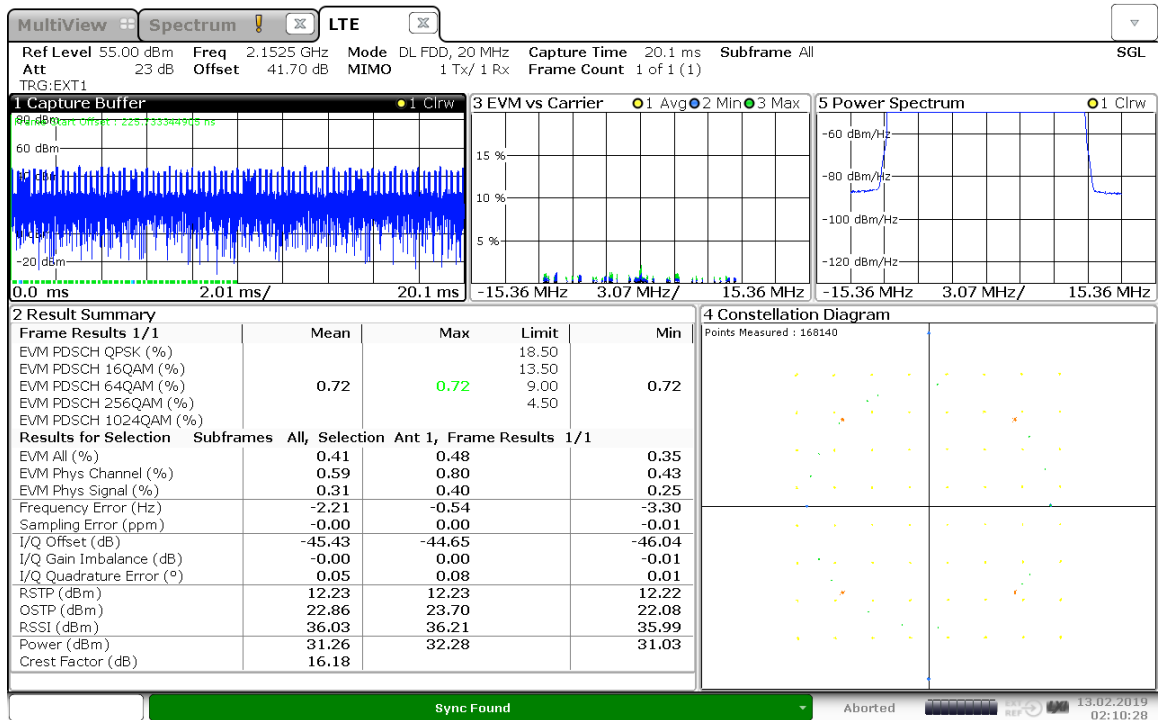 MultiView Spectrum LTE
Ref Level 55.00 dBm Freq 2.1525 GHz Mode DL FDD, 20 MHz Capture Time 20.1 ms Subframe All SGL
Att 23 dB Offset 41.70 dB MIMO 1 Tx/ 1 Rx Frame Count 1 of 1 (1)
TRG:EXT1
1 Capture Buffer 1 Clrw
80 dBm
Frame Start Offset : 225.733344905 ns
60 dBm
-20 dBm
0.0 ms 2.01 ms/ 20.1 ms
3 EVM vs Carrier 1 Avg 2 Min 3 Max
15 %
10 %
5 %
-15.36 MHz 3.07 MHz/ 15.36 MHz
5 Power Spectrum 1 Clrw
-60 dBm/Hz
-80 dBm/Hz
-100 dBm/Hz
-120 dBm/Hz
-15.36 MHz 3.07 MHz/ 15.36 MHz
2 Result Summary
Frame Results 1/1 Mean Max Limit Min
EVM PDSCH QPSK (%) 18.50
EVM PDSCH 16QAM (%) 13.50
EVM PDSCH 64QAM (%) 0.72 0.72 9.00 0.72
EVM PDSCH 256QAM (%) 4.50
EVM PDSCH 1024QAM (%)
Results for Selection Subframes All, Selection Ant 1, Frame Results 1/1
EVM All (%) 0.41 0.48 0.35
EVM Phys Channel (%) 0.59 0.80 0.43
EVM Phys Signal (%) 0.31 0.40 0.25
Frequency Error (Hz) -2.21 -0.54 -3.30
Sampling Error (ppm) -0.00 0.00 -0.01
I/Q Offset (dB) -45.43 -44.65 -46.04
I/Q Gain Imbalance (dB) -0.00 0.00 -0.01
I/Q Quadrature Error (°) 0.05 0.08 0.01
RSTP (dBm) 12.23 12.23 12.22
OSTP (dBm) 22.86 23.70 22.08
RSSI (dBm) 36.03 36.21 35.99
Power (dBm) 31.26 32.28 31.03
Crest Factor (dB) 16.18
4 Constellation Diagram
Points Measured : 168140
Sync Found
Aborted
EXT
REF
13.02.2019
02:10:28